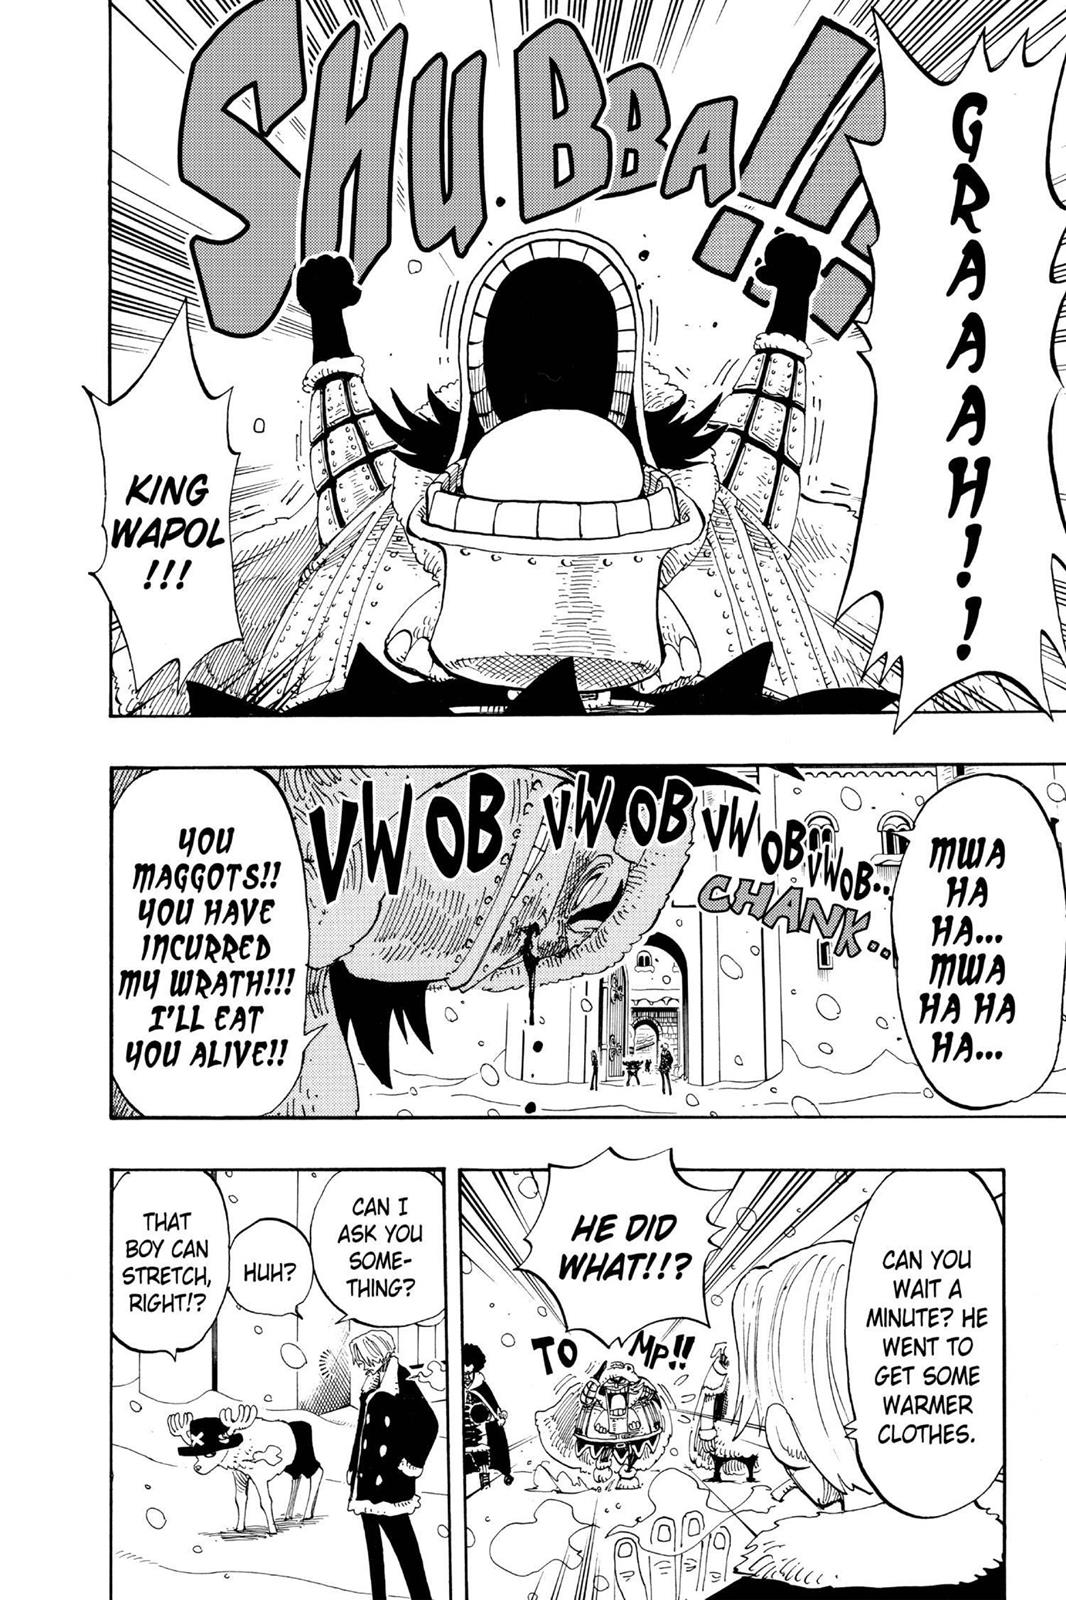 GRAAAAH!!
SHUBBA!!!
KING
WAPOL
!!!
MWA
HA
HA...
MWA
HA HA
HA...
VWOB VWOB VWOB VWOB...
CHANK...
YOU
MAGGOTS!!
YOU HAVE
INCURRED
MY WRATH!!!
I'LL EAT
YOU ALIVE!!
CAN YOU
WAIT A
MINUTE? HE
WENT TO
GET SOME
WARMER
CLOTHES.
HE DID
WHAT!!?
TOMP!!
CAN I
ASK YOU
SOME-
THING?
HUH?
THAT
BOY CAN
STRETCH,
RIGHT!?